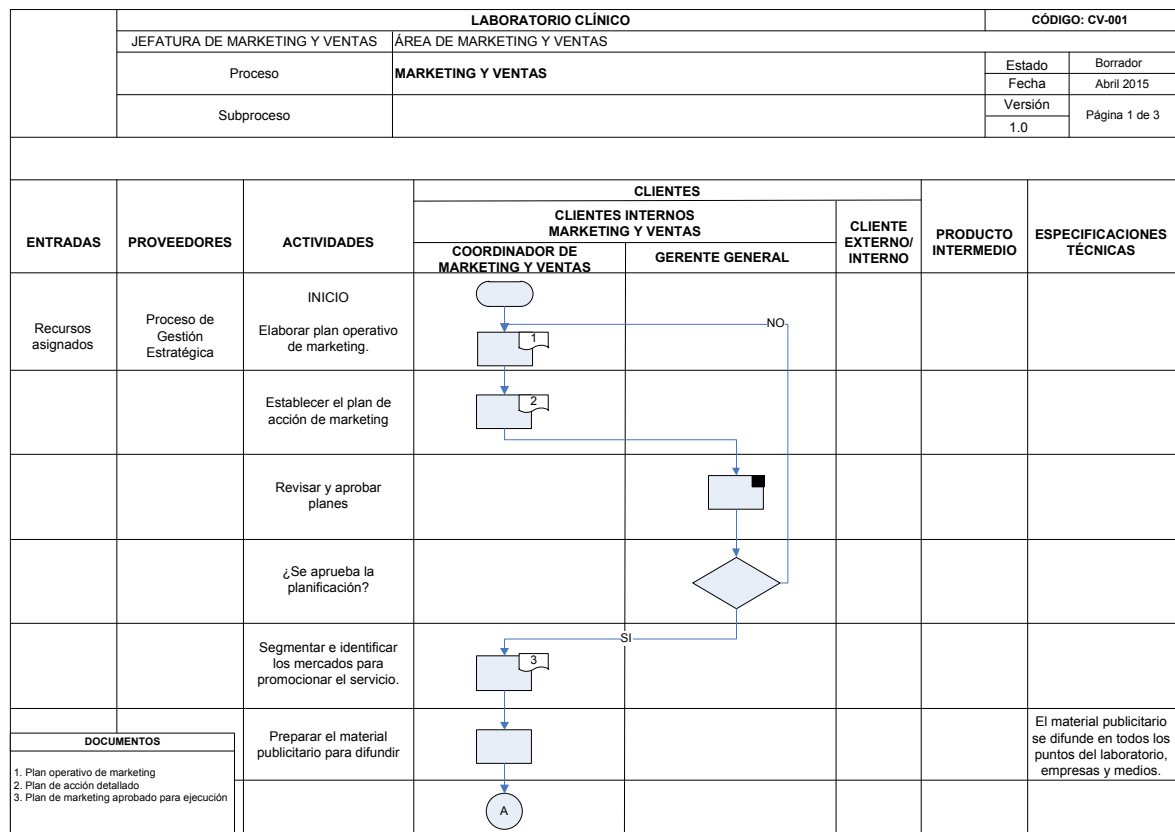 LABORATORIO CLÍNICO
CÓDIGO: CV-001
JEFATURA DE MARKETING Y VENTAS
ÁREA DE MARKETING Y VENTAS
Proceso
MARKETING Y VENTAS
Estado
Borrador
Fecha
Abril 2015
Subproceso
Versión
1.0
Página 1 de 3
ENTRADAS
PROVEEDORES
ACTIVIDADES
CLIENTES
CLIENTES INTERNOS
MARKETING Y VENTAS
COORDINADOR DE
MARKETING Y VENTAS
GERENTE GENERAL
CLIENTE
EXTERNO/
INTERNO
PRODUCTO
INTERMEDIO
ESPECIFICACIONES
TÉCNICAS
Recursos
asignados
Proceso de
Gestión
Estratégica
INICIO
Elaborar plan operativo
de marketing.
1
NO
Establecer el plan de
acción de marketing
2
Revisar y aprobar
planes
¿Se aprueba la
planificación?
SI
Segmentar e identificar
los mercados para
promocionar el servicio.
3
Preparar el material
publicitario para difundir
El material publicitario
se difunde en todos los
puntos del laboratorio,
empresas y medios.
A
DOCUMENTOS
1. Plan operativo de marketing
2. Plan de acción detallado
3. Plan de marketing aprobado para ejecución